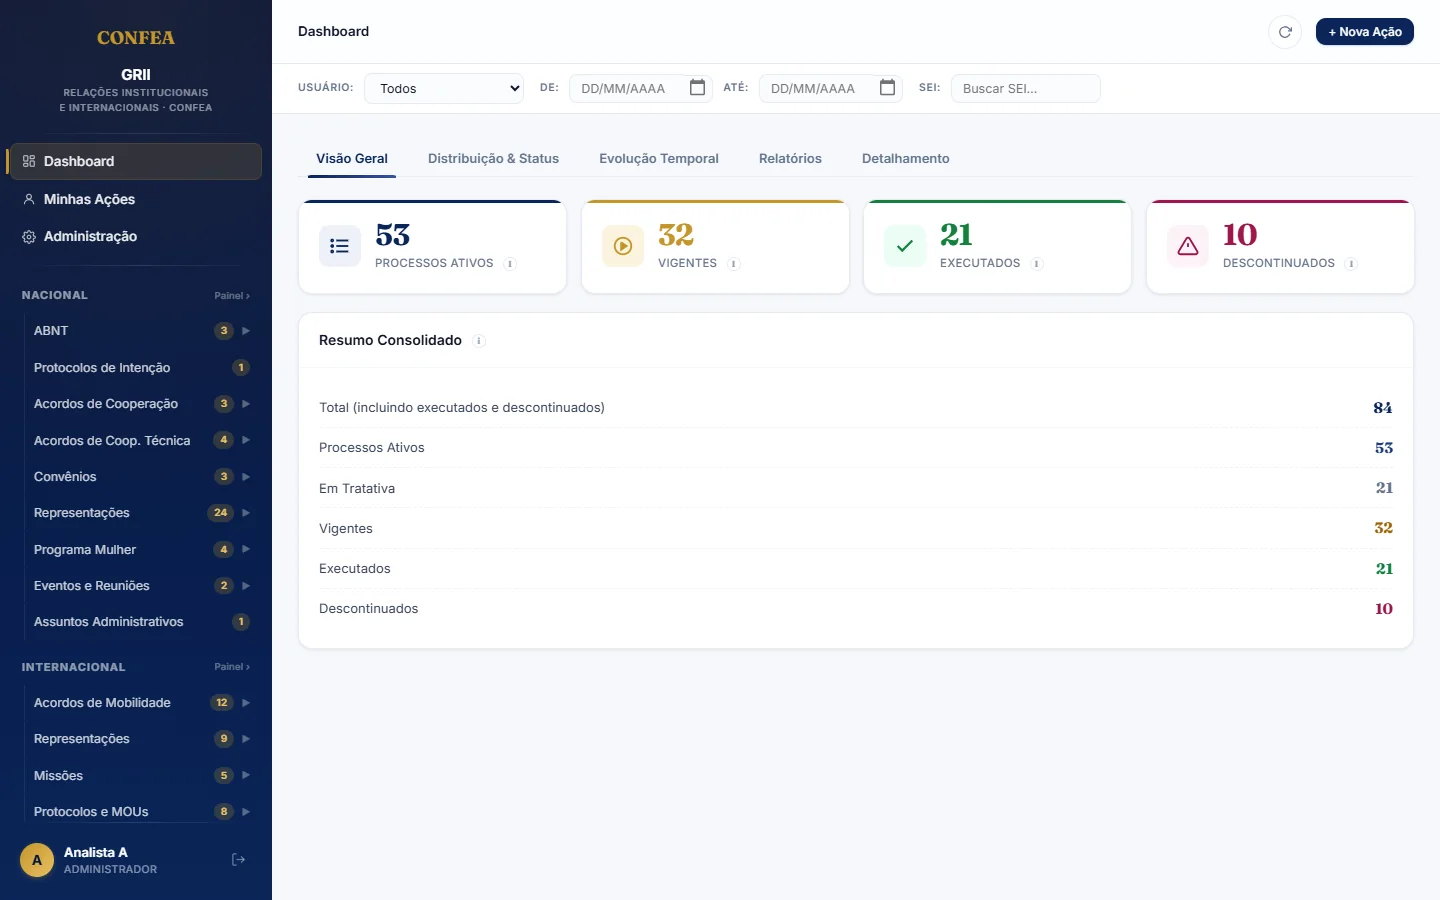 CONFEA
GRII
RELAÇÕES INSTITUCIONAIS
E INTERNACIONAIS · CONFEA
Dashboard
Minhas Ações
Administração
NACIONAL Painel ›
ABNT 3 ▶
Protocolos de Intenção 1
Acordos de Cooperação 3 ▶
Acordos de Coop. Técnica 4 ▶
Convênios 3 ▶
Representações 24 ▶
Programa Mulher 4 ▶
Eventos e Reuniões 2 ▶
Assuntos Administrativos 1
INTERNACIONAL Painel ›
Acordos de Mobilidade 12 ▶
Representações 9 ▶
Missões 5 ▶
Protocolos e MOUs 8 ▶
A
Analista A
ADMINISTRADOR
Dashboard
+ Nova Ação
USUÁRIO: Todos DE: DD/MM/AAAA ATÉ: DD/MM/AAAA SEI: Buscar SEI...
Visão Geral Distribuição & Status Evolução Temporal Relatórios Detalhamento
53
PROCESSOS ATIVOS i
32
VIGENTES i
21
EXECUTADOS i
10
DESCONTINUADOS i
Resumo Consolidado i
Total (incluindo executados e descontinuados) 84
Processos Ativos 53
Em Tratativa 21
Vigentes 32
Executados 21
Descontinuados 10